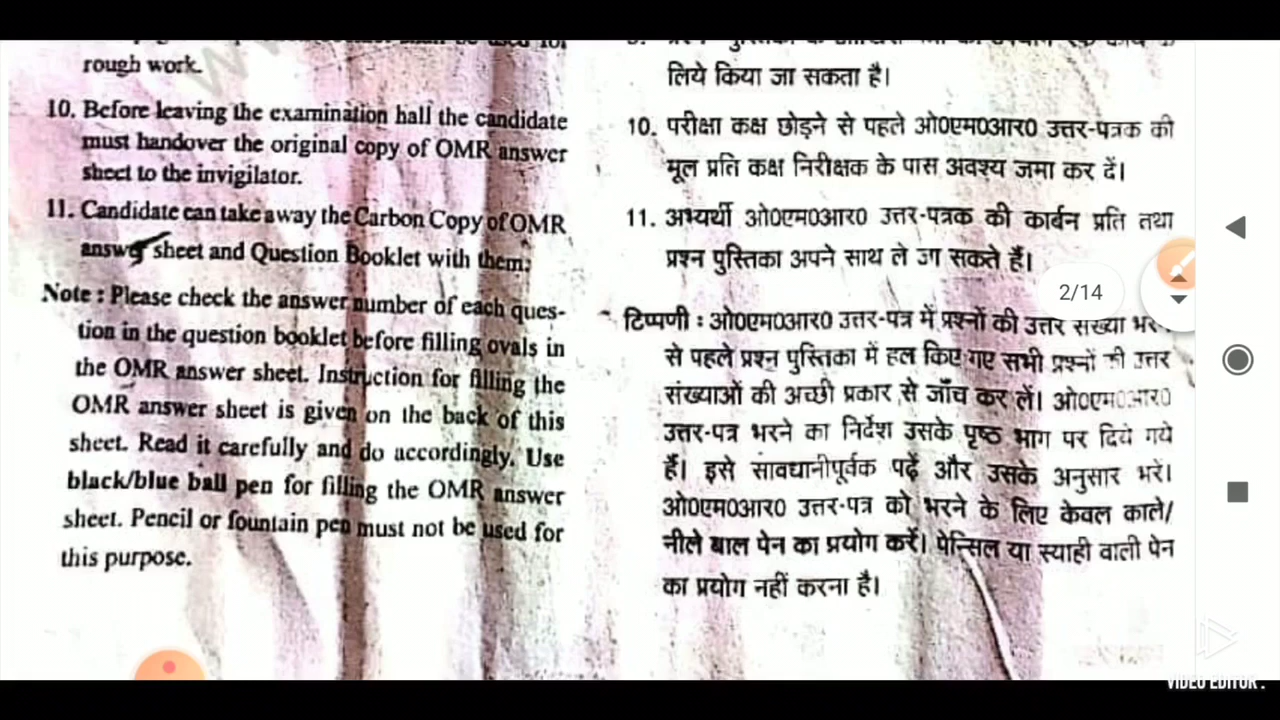 rough work.
10. Before leaving the examination hall the candidate
must handover the original copy of OMR answer
sheet to the invigilator.
11. Candidate can take away the Carbon Copy of OMR
answer sheet and Question Booklet with them.
Note : Please check the answer number of each ques-
tion in the question booklet before filling ovals in
the OMR answer sheet. Instruction for filling the
OMR answer sheet is given on the back of this
sheet. Read it carefully and do accordingly. Use
black/blue ball pen for filling the OMR answer
sheet. Pencil or fountain pen must not be used for
this purpose.
लिये किया जा सकता है।
10. परीक्षा कक्ष छोड़ने से पहले ओ0एम0आर0 उत्तर-पत्रक की
मूल प्रति कक्ष निरीक्षक के पास अवश्य जमा कर दें।
11. अभ्यर्थी ओ0एम0आर0 उत्तर-पत्रक की कार्बन प्रति तथा
प्रश्न पुस्तिका अपने साथ ले जा सकते हैं।
टिप्पणी : ओ0एम0आर0 उत्तर-पत्र में प्रश्नों की उत्तर संख्या
से पहले प्रश्न पुस्तिका में हल किए गए सभी प्रश्नों की उत्तर
संख्याओं की अच्छी प्रकार से जाँच कर लें। ओ0एम0आर0
उत्तर-पत्र भरने का निर्देश उसके पृष्ठ भाग पर दिये गये
हैं। इसे सावधानीपूर्वक पढ़ें और उसके अनुसार भरें।
ओ0एम0आर0 उत्तर-पत्र को भरने के लिए केवल काले/
नीले बाल पेन का प्रयोग करें। पेन्सिल या स्याही वाली पेन
का प्रयोग नहीं करना है।
2/14
VIDEO EDITOR